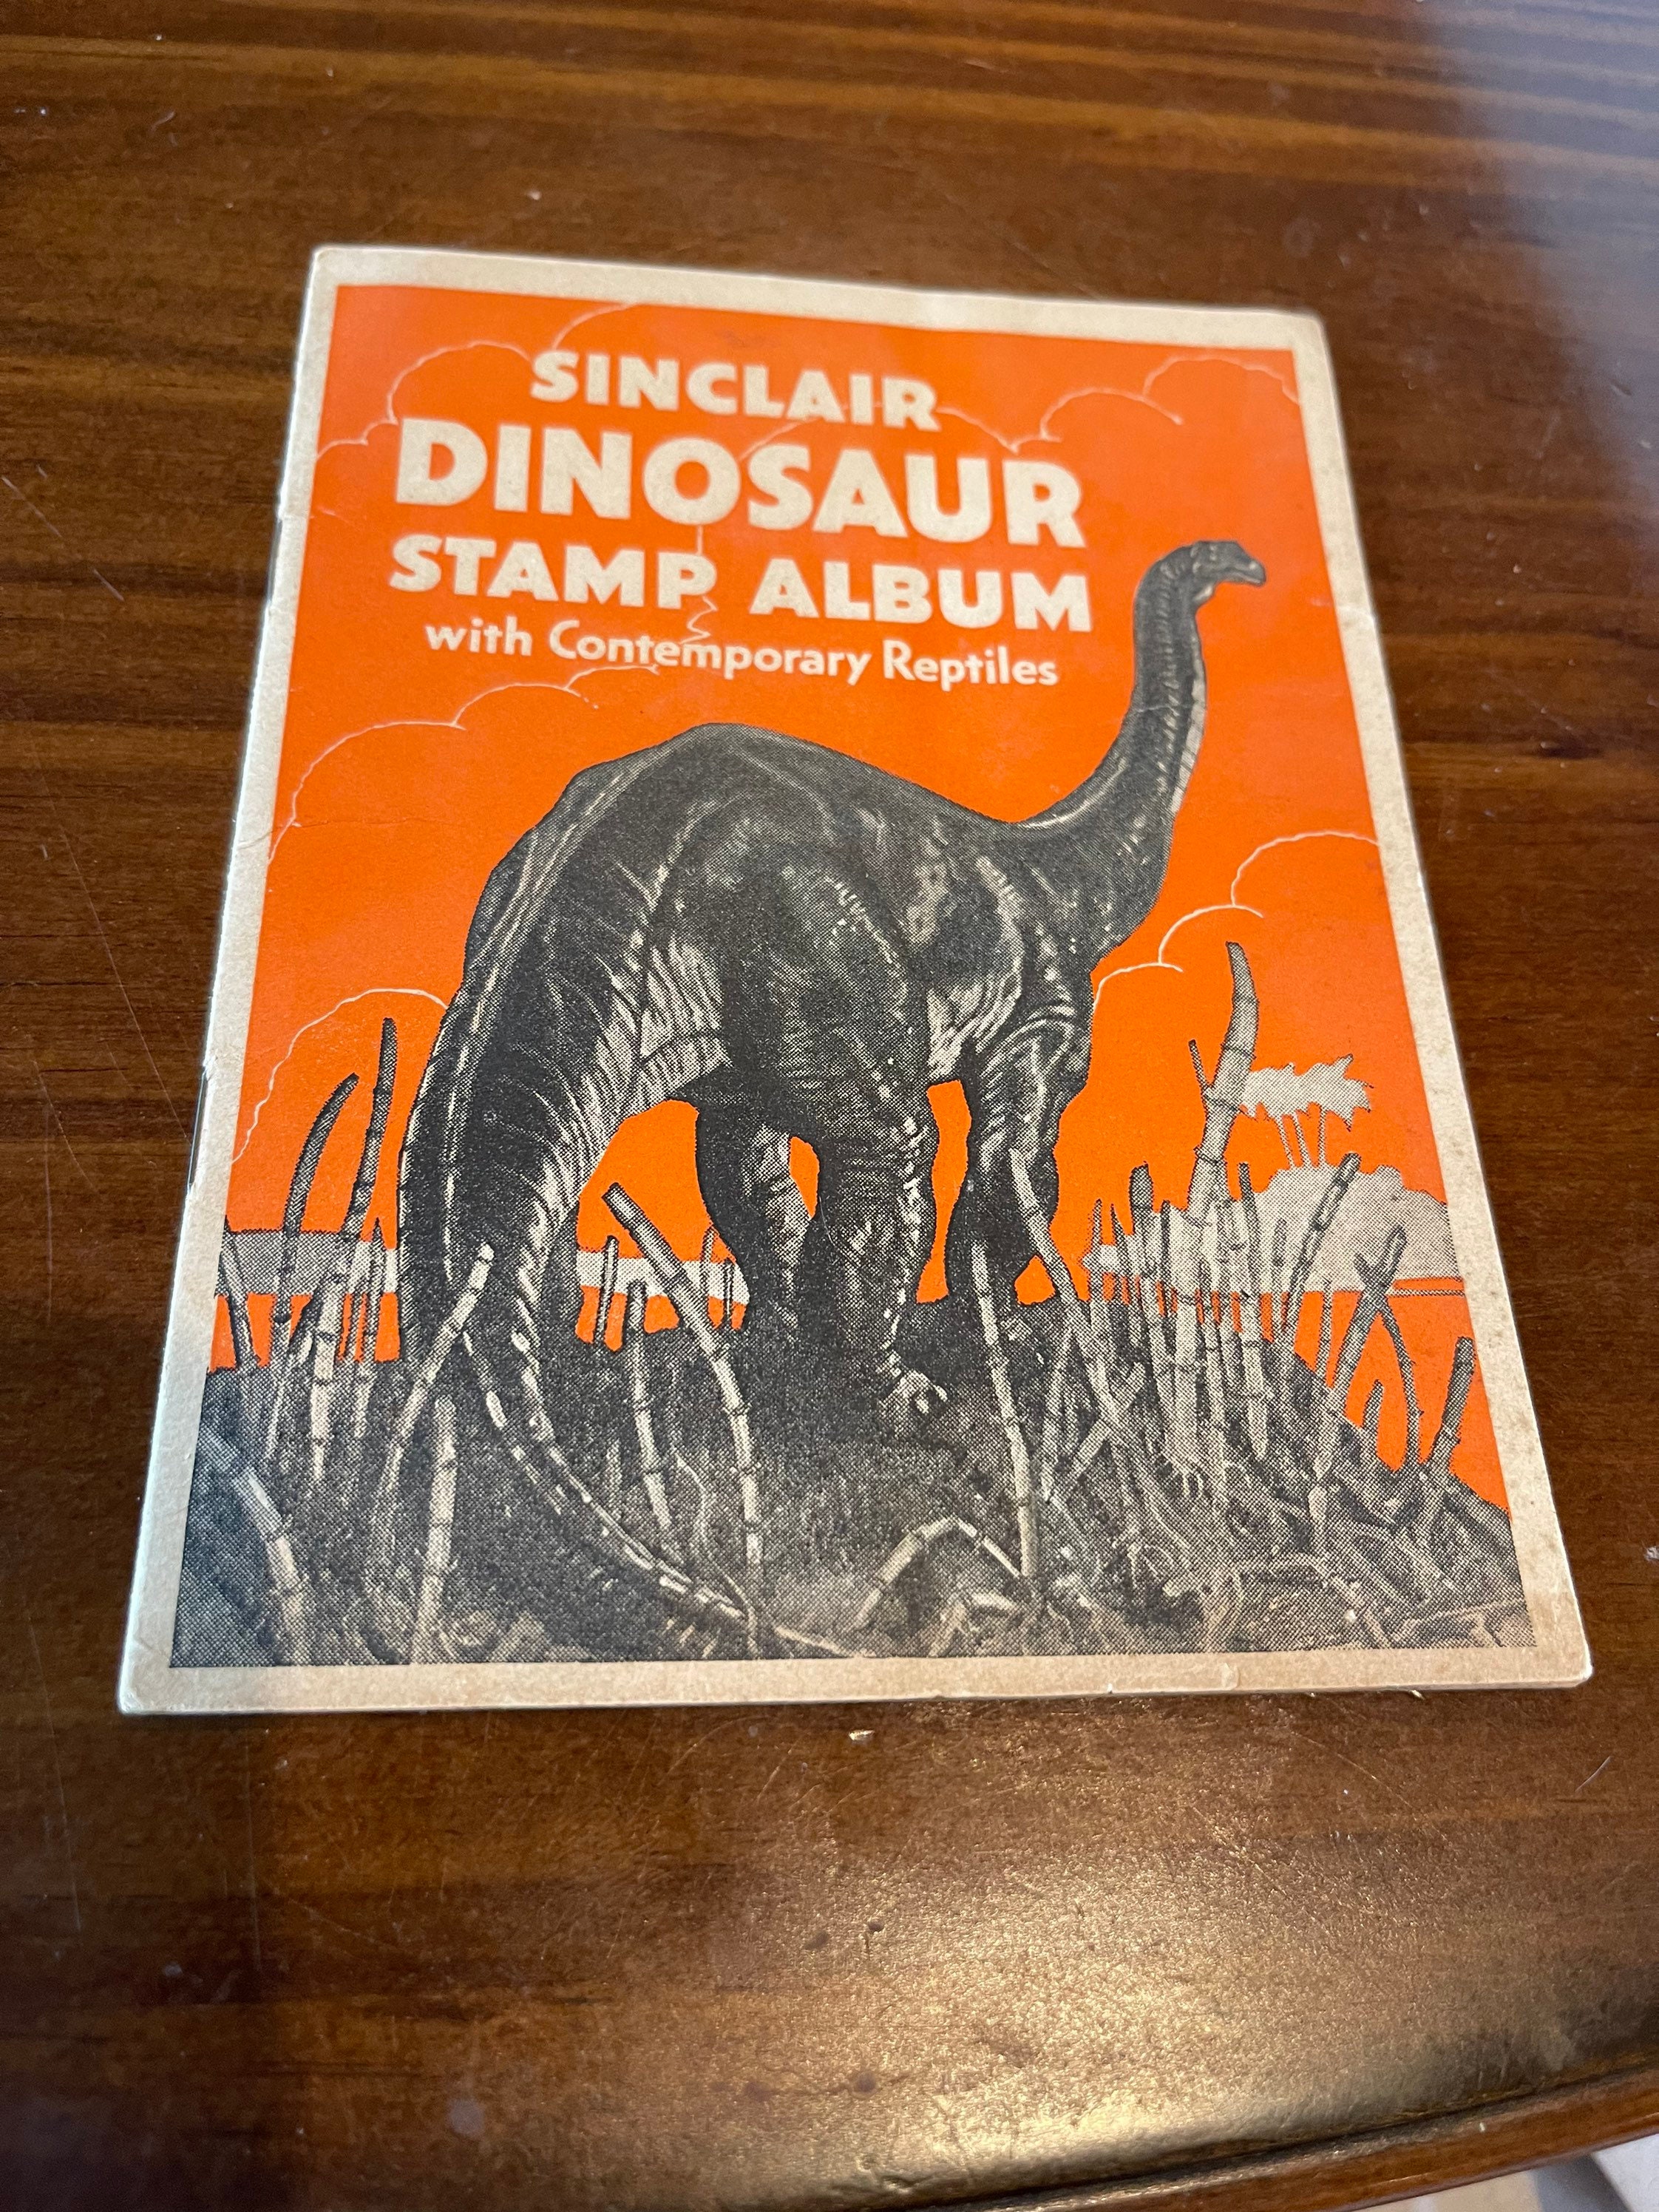 SINCLAIR
DINOSAUR
STAMP ALBUM
with Contemporary Reptiles